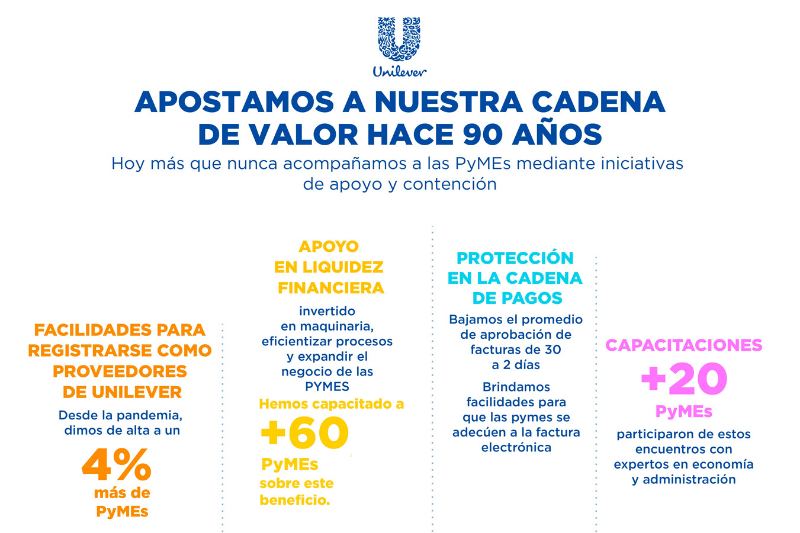 Unilever
APOSTAMOS A NUESTRA CADENA
DE VALOR HACE 90 AÑOS
Hoy más que nunca acompañamos a las PyMEs mediante iniciativas
de apoyo y contención
FACILIDADES PARA
REGISTRARSE COMO
PROVEEDORES
DE UNILEVER
Desde la pandemia,
dimos de alta a un
4%
más de
PyMEs
APOYO
EN LIQUIDEZ
FINANCIERA
invertido
en maquinaria,
eficientizar procesos
y expandir el
negocio de las
PYMES
Hemos capacitado a
+60
PyMEs
sobre este
beneficio.
PROTECCIÓN
EN LA CADENA
DE PAGOS
Bajamos el promedio
de aprobación de
facturas de 30
a 2 días
Brindamos
facilidades para
que las pymes se
adecúen a la factura
electrónica
CAPACITACIONES
+20
PyMEs
participaron de estos
encuentros con
expertos en economía
y administración